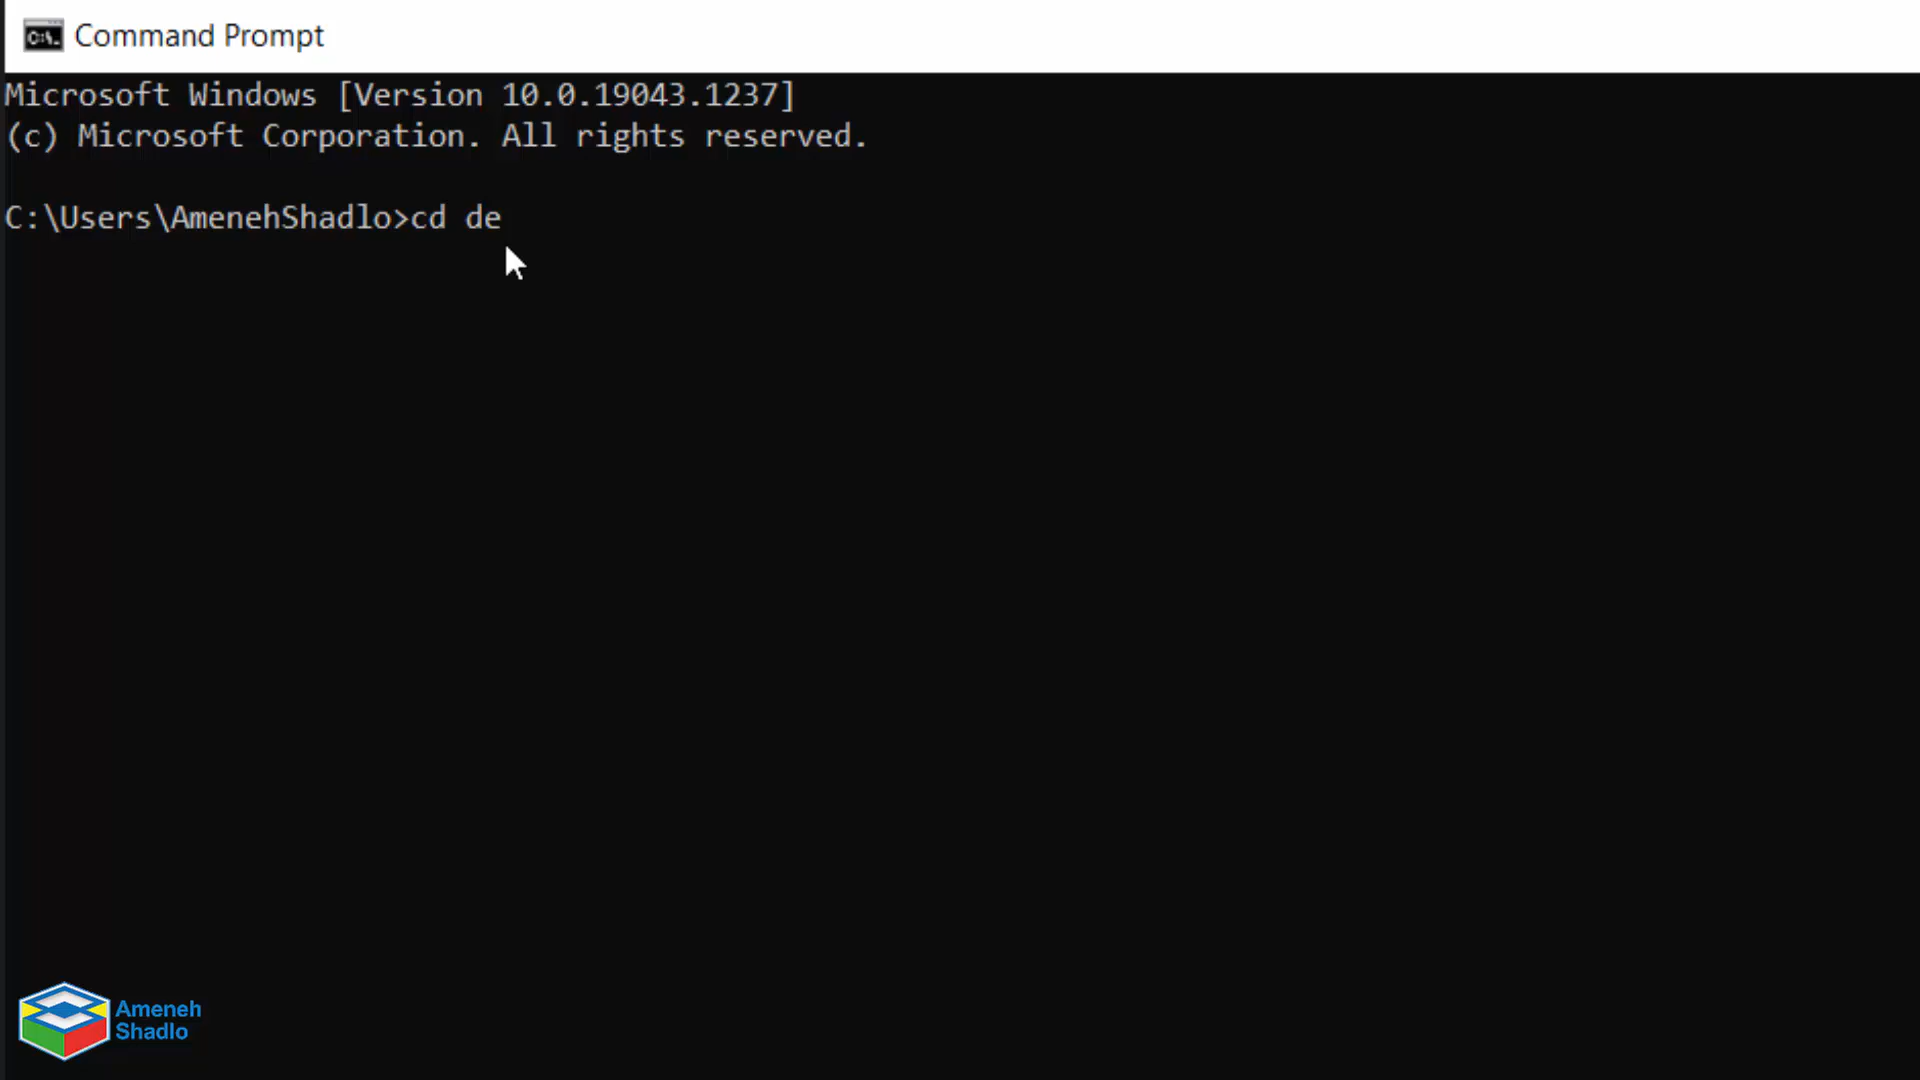 Command Prompt
Microsoft Windows [Version 10.0.19043.1237]
(c) Microsoft Corporation. All rights reserved.
C:\Users\AmenehShadlo>cd de
Ameneh
Shadlo